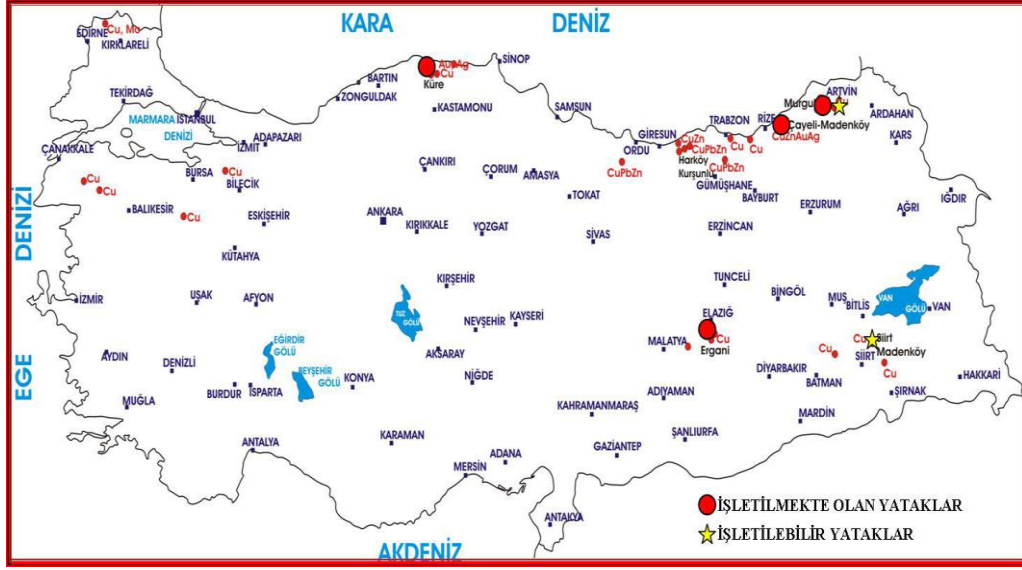 KARA DENİZ
Cu, Mo
EDİRNE
KIRKLARELİ
SİNOP
AuAg
Cu
Küre
BARTIN
ZONGULDAK
KASTAMONU
TEKİRDAĞ
İSTANBUL
MARMARA
DENİZİ
ADAPAZARI
İZMİT
SAMSUN
ARTVİN
Murgul
ARDAHAN
RİZE
Çayeli-Madenköy
CuZnAuAg
KARS
TRABZON
GİRESUN
ORDU
CuZn
CuPbZn
Cu
Cu
Harköy
Kurşunlu
CuPbZn
CuPbZn
GÜMÜŞHANE
BAYBURT
ÇANAKKALE
ÇANKIRI
ÇORUM
AMASYA
TOKAT
BURSA
Cu
BİLECİK
Cu
Cu
BALIKESİR
Cu
ESKİŞEHİR
ANKARA
KIRIKKALE
YOZGAT
SİVAS
ERZİNCAN
ERZURUM
AĞRI
IĞDIR
KÜTAHYA
DENİZİ
EGE
İZMİR
UŞAK
AFYON
KIRŞEHİR
TUZ
GÖLÜ
NEVŞEHİR
KAYSERİ
TUNCELİ
BİNGÖL
MUŞ
BİTLİS
VAN
GÖLÜ
VAN
ELAZIĞ
Cu
Ergani
MALATYA
AKSARAY
EĞİRDİR
GÖLÜ
BEYŞEHİR
GÖLÜ
AYDIN
DENİZLİ
BURDUR
ISPARTA
KONYA
NİĞDE
Cu
Siirt
Madenköy
Cu
SİİRT
Cu
DİYARBAKIR
BATMAN
ŞIRNAK
HAKKARİ
ADIYAMAN
MUĞLA
KAHRAMANMARAŞ
MARDİN
ŞANLIURFA
GAZİANTEP
ANTALYA
KARAMAN
ADANA
MERSİN
ANTAKYA
AKDENİZ
İŞLETİLMEKTE OLAN YATAKLAR
İŞLETİLEBİLİR YATAKLAR